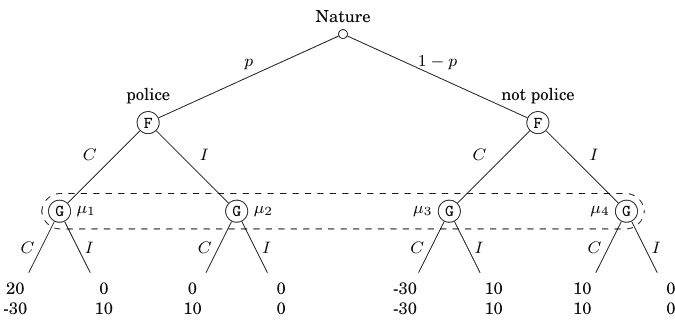 Nature
p 1 − p
police not police
F F
C I C I
G μ1 G μ2 μ3 G μ4 G
C I C I C I C I
20 0 0 0 -30 10 10 0
-30 10 10 0 -30 10 10 0